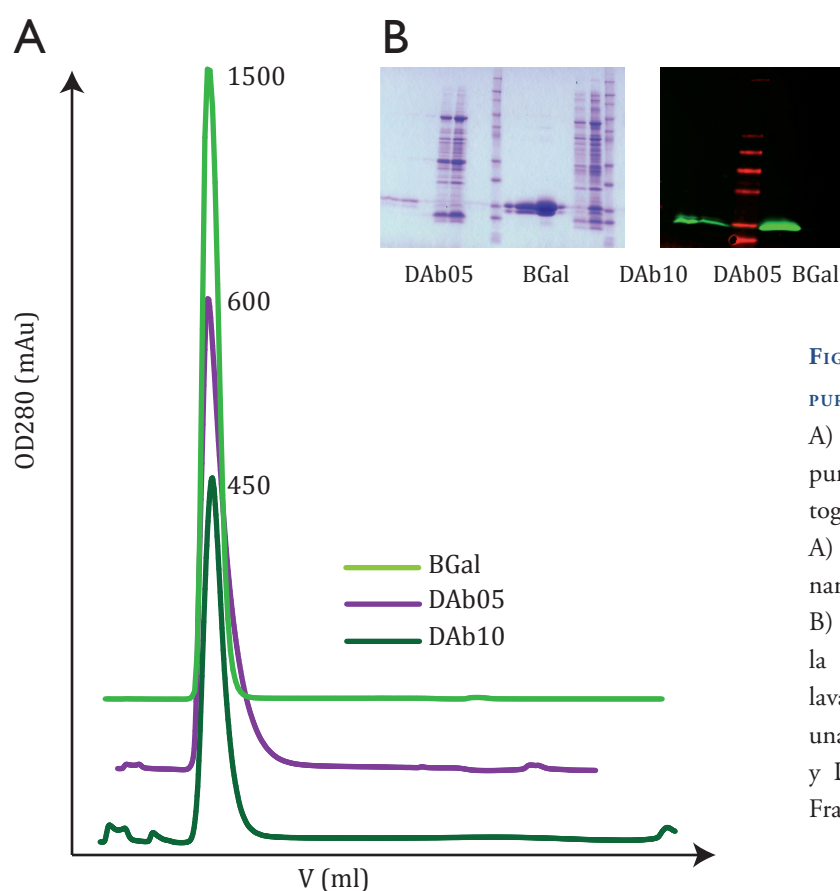 A
B
1500
600
450
OD280 (mAu)
BGal
DAb05
DAb10
V (ml)
DAb05 BGal DAb10 DAb05 BGal
A)
A)
B)
la
y